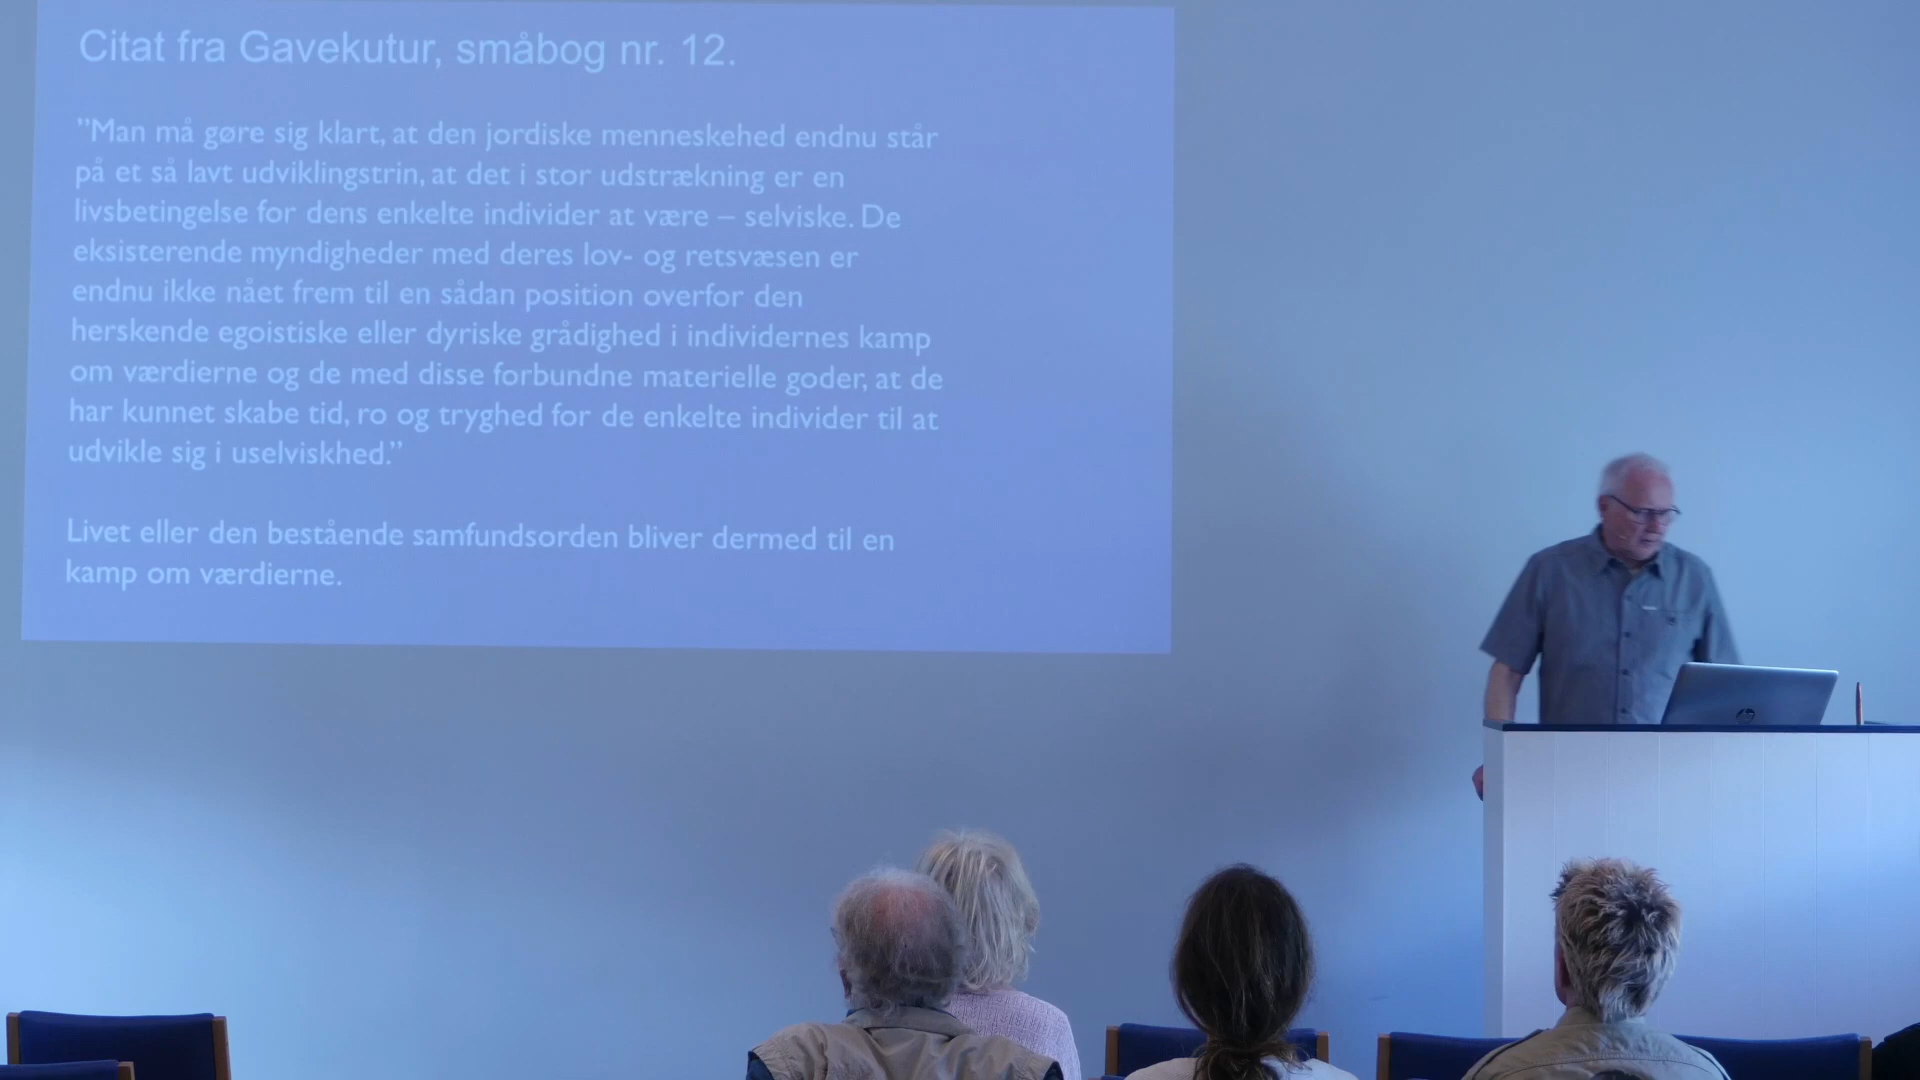 Citat fra Gavekutur, småbog nr. 12.
”Man må gøre sig klart, at den jordiske menneskehed endnu står
på et så lavt udviklingstrin, at det i stor udstrækning er en
livsbetingelse for dens enkelte individer at være – selviske. De
eksisterende myndigheder med deres lov- og retsvæsen er
endnu ikke nået frem til en sådan position overfor den
herskende egoistiske eller dyriske grådighed i individernes kamp
om værdierne og de med disse forbundne materielle goder, at de
har kunnet skabe tid, ro og tryghed for de enkelte individer til at
udvikle sig i uselviskhed.”
Livet eller den bestående samfundsorden bliver dermed til en
kamp om værdierne.
hp